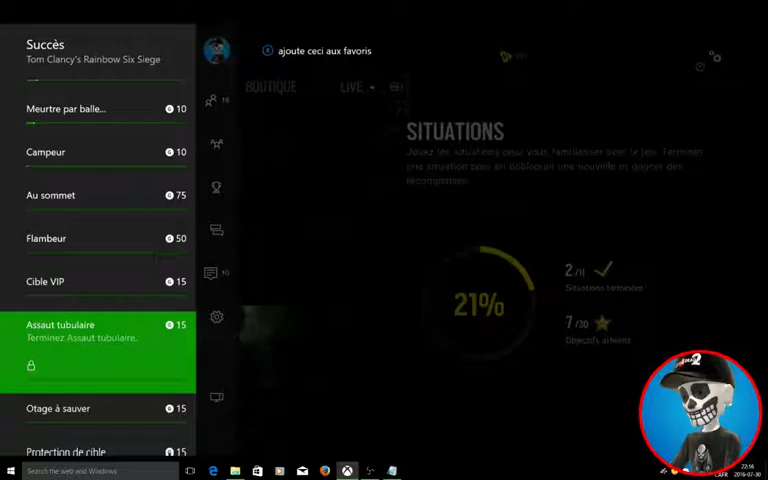 Succès
Tom Clancy's Rainbow Six Siege
Meurtre par balle... G 10
Campeur G 10
Au sommet G 75
Flambeur G 50
Cible VIP G 15
Assaut tubulaire G 15
Terminez Assaut tubulaire.
Otage à sauver G 15
Protection de cible G 15
16
10
X ajoute ceci aux favoris
BOUTIQUE LIVE
SITUATIONS
Jouez les situations pour vous familiariser avec le jeu. Terminez
une situation pour en débloquer une nouvelle et gagner des
récompenses.
21%
2/11
Situations terminées
7/30
Objectifs atteints
Search the web and Windows
22:16
2016-07-30